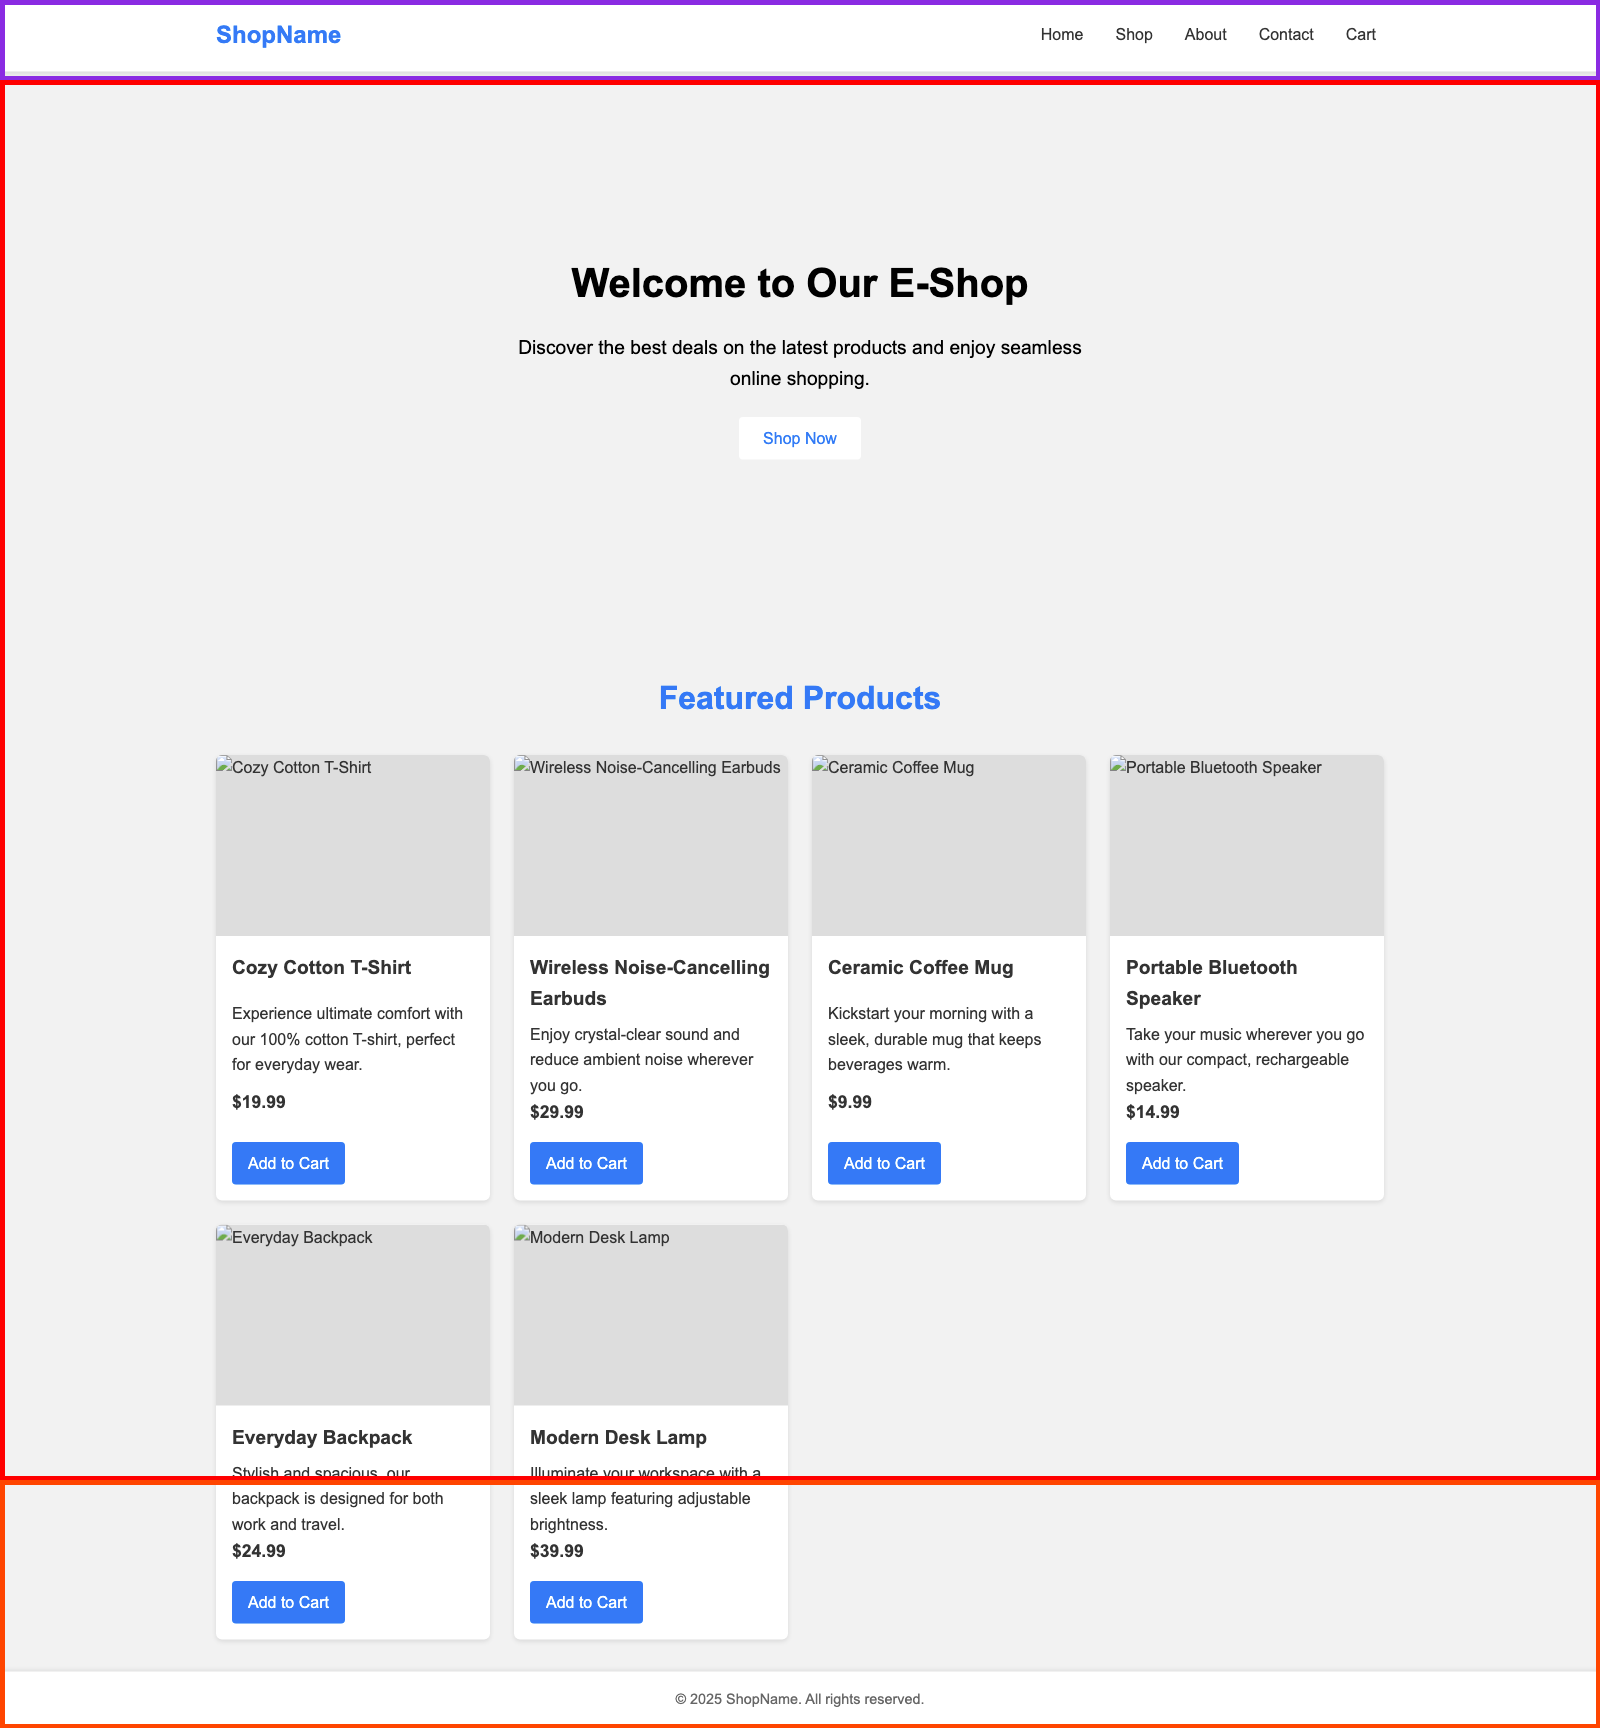 ShopName
Home Shop About Contact Cart
Welcome to Our E-Shop
Discover the best deals on the latest products and enjoy seamless
online shopping.
Shop Now
Featured Products
Cozy Cotton T-Shirt
Cozy Cotton T-Shirt
Experience ultimate comfort with
our 100% cotton T-shirt, perfect
for everyday wear.
$19.99
Add to Cart
Wireless Noise-Cancelling Earbuds
Wireless Noise-Cancelling
Earbuds
Enjoy crystal-clear sound and
reduce ambient noise wherever
you go.
$29.99
Add to Cart
Ceramic Coffee Mug
Ceramic Coffee Mug
Kickstart your morning with a
sleek, durable mug that keeps
beverages warm.
$9.99
Add to Cart
Portable Bluetooth Speaker
Portable Bluetooth
Speaker
Take your music wherever you go
with our compact, rechargeable
speaker.
$14.99
Add to Cart
Everyday Backpack
Everyday Backpack
Stylish and spacious, our
backpack is designed for both
work and travel.
$24.99
Add to Cart
Modern Desk Lamp
Modern Desk Lamp
Illuminate your workspace with a
sleek lamp featuring adjustable
brightness.
$39.99
Add to Cart
© 2025 ShopName. All rights reserved.